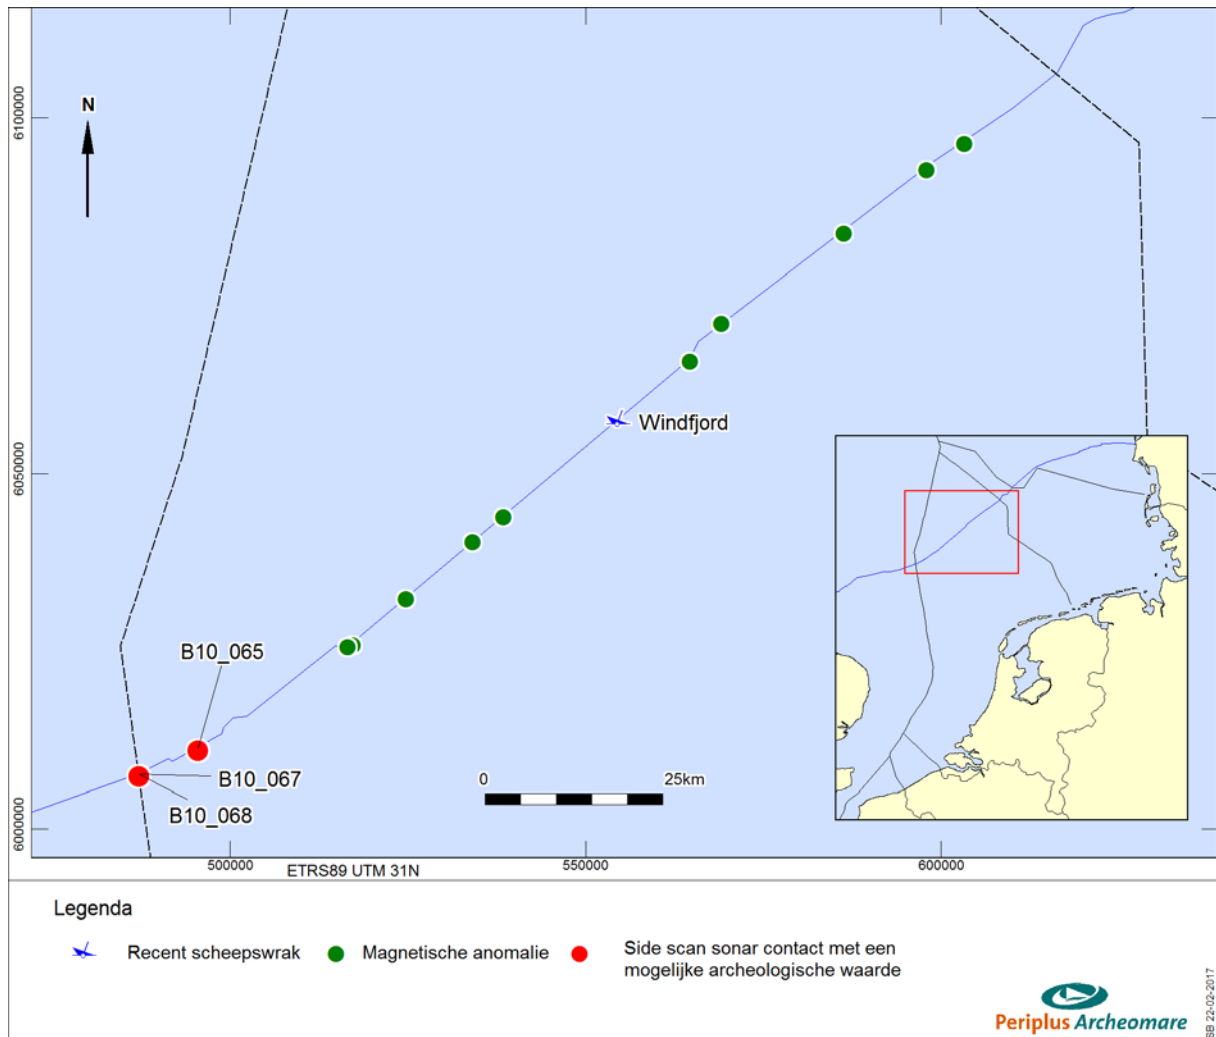 N
6100000
6050000
6000000
Windfjord
B10_065
B10_067
B10_068
0 25km
500000 550000 600000
ETRS89 UTM 31N
Legenda
Recent scheepswrak Magnetische anomalie Side scan sonar contact met een
mogelijke archeologische waarde
Periplus Archeomare
SB 22-02-2017